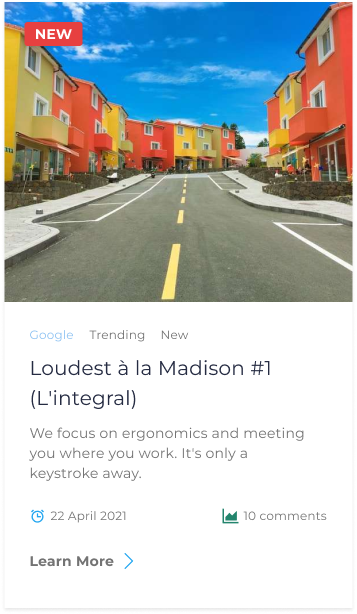 NEW
Google Trending New
Loudest à la Madison #1
(L'integral)
We focus on ergonomics and meeting
you where you work. It's only a
keystroke away.
22 April 2021 10 comments
Learn More